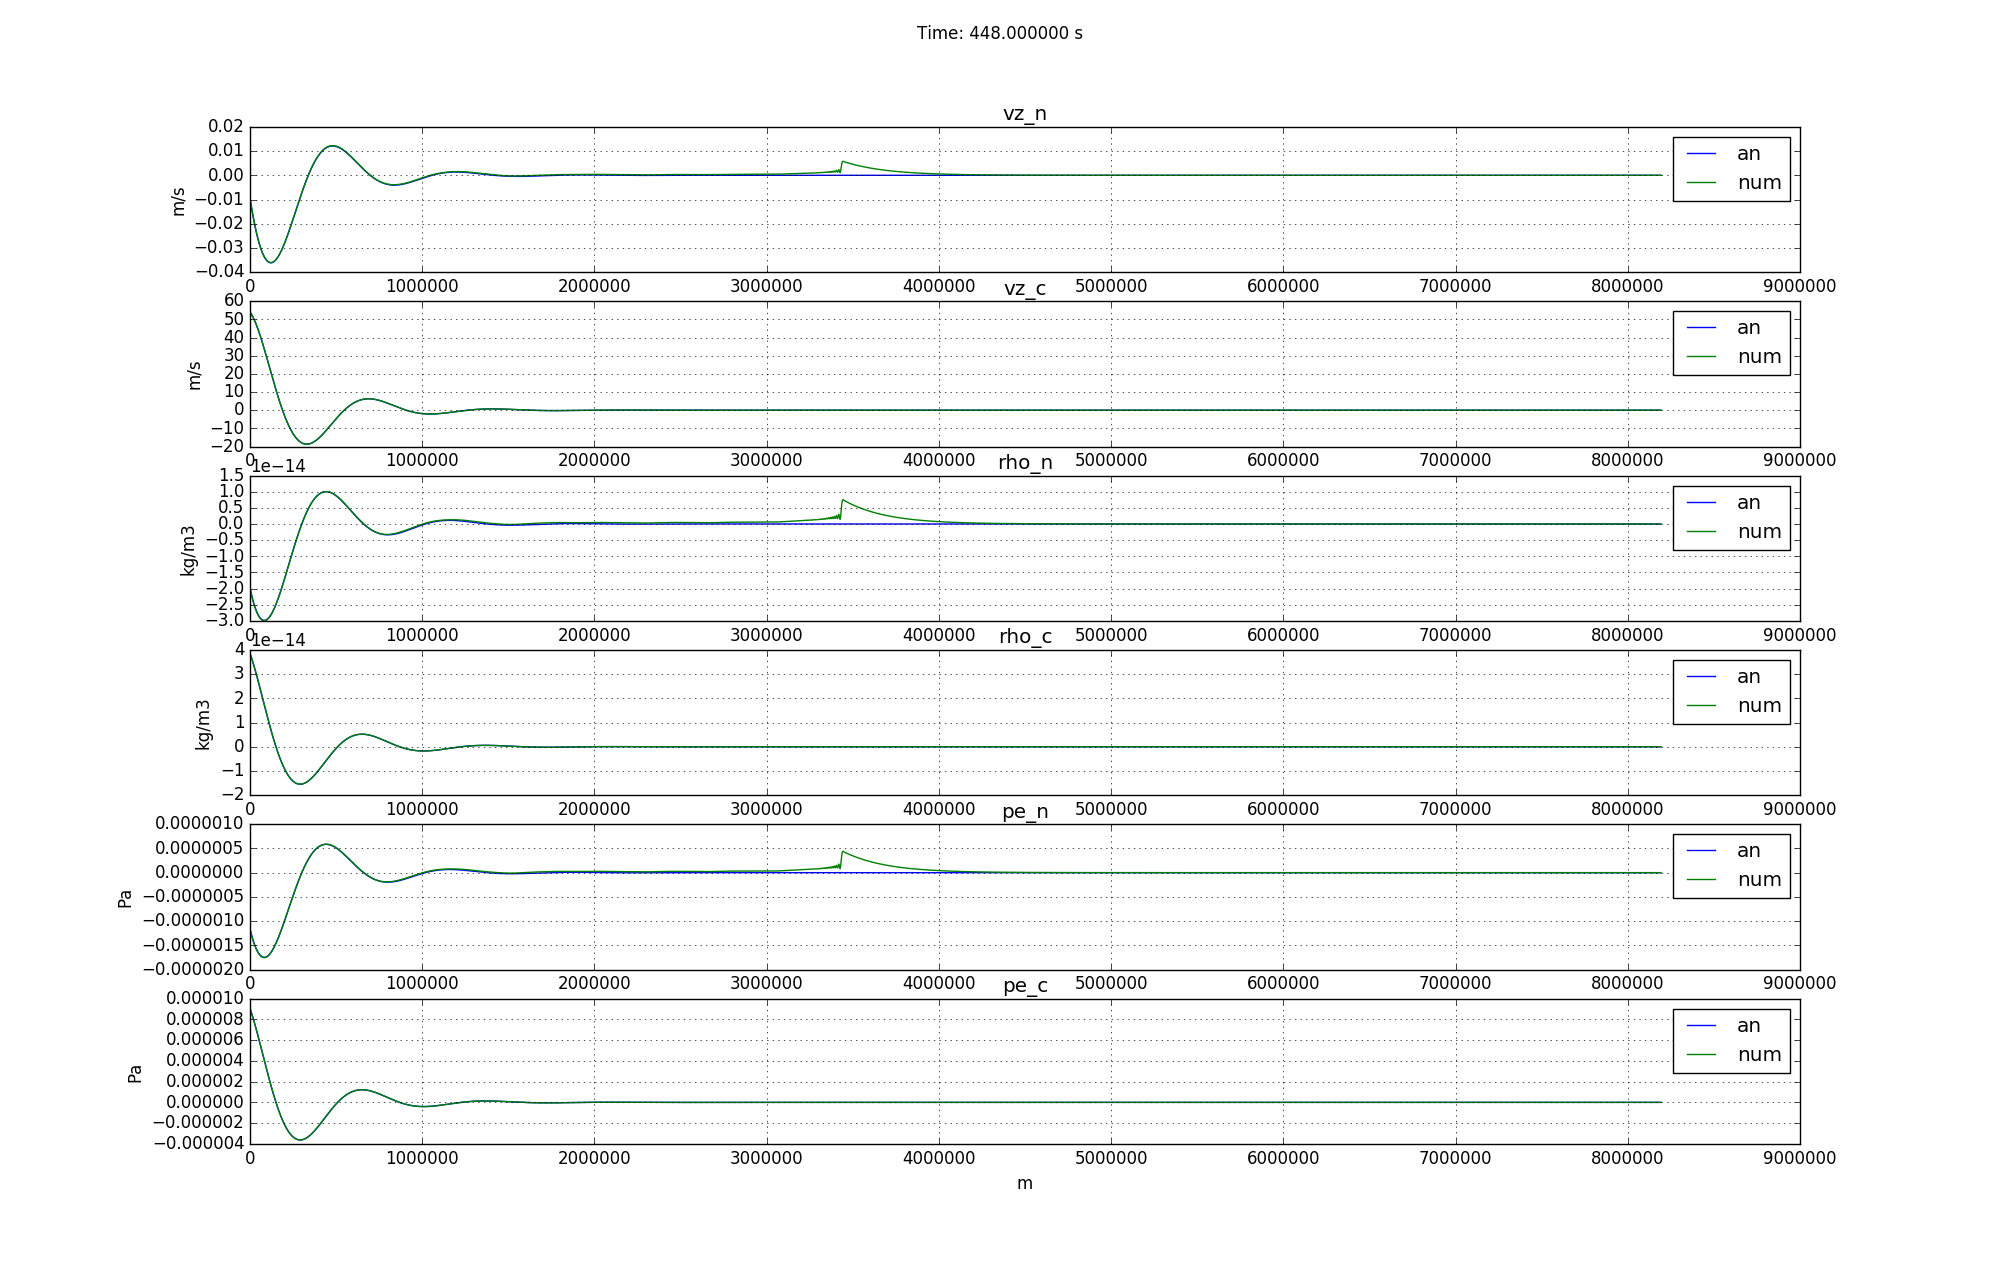 Time: 448.000000 s
vz_n
0.02
0.01
0.00
−0.01
−0.02
−0.03
−0.04
m/s
an
num
0 1000000 2000000 3000000 4000000 5000000 6000000 7000000 8000000 9000000
vz_c
60
50
40
30
20
10
0
−10
−20
m/s
an
num
0 1000000 2000000 3000000 4000000 5000000 6000000 7000000 8000000 9000000
1e−14
rho_n
1.5
1.0
0.5
0.0
−0.5
−1.0
−1.5
−2.0
−2.5
−3.0
kg/m3
an
num
0 1000000 2000000 3000000 4000000 5000000 6000000 7000000 8000000 9000000
1e−14
rho_c
4
3
2
1
0
−1
−2
kg/m3
an
num
0 1000000 2000000 3000000 4000000 5000000 6000000 7000000 8000000 9000000
pe_n
0.0000010
0.0000005
0.0000000
−0.0000005
−0.0000010
−0.0000015
−0.0000020
Pa
an
num
0 1000000 2000000 3000000 4000000 5000000 6000000 7000000 8000000 9000000
pe_c
0.000010
0.000008
0.000006
0.000004
0.000002
0.000000
−0.000002
−0.000004
Pa
an
num
0 1000000 2000000 3000000 4000000 5000000 6000000 7000000 8000000 9000000
m